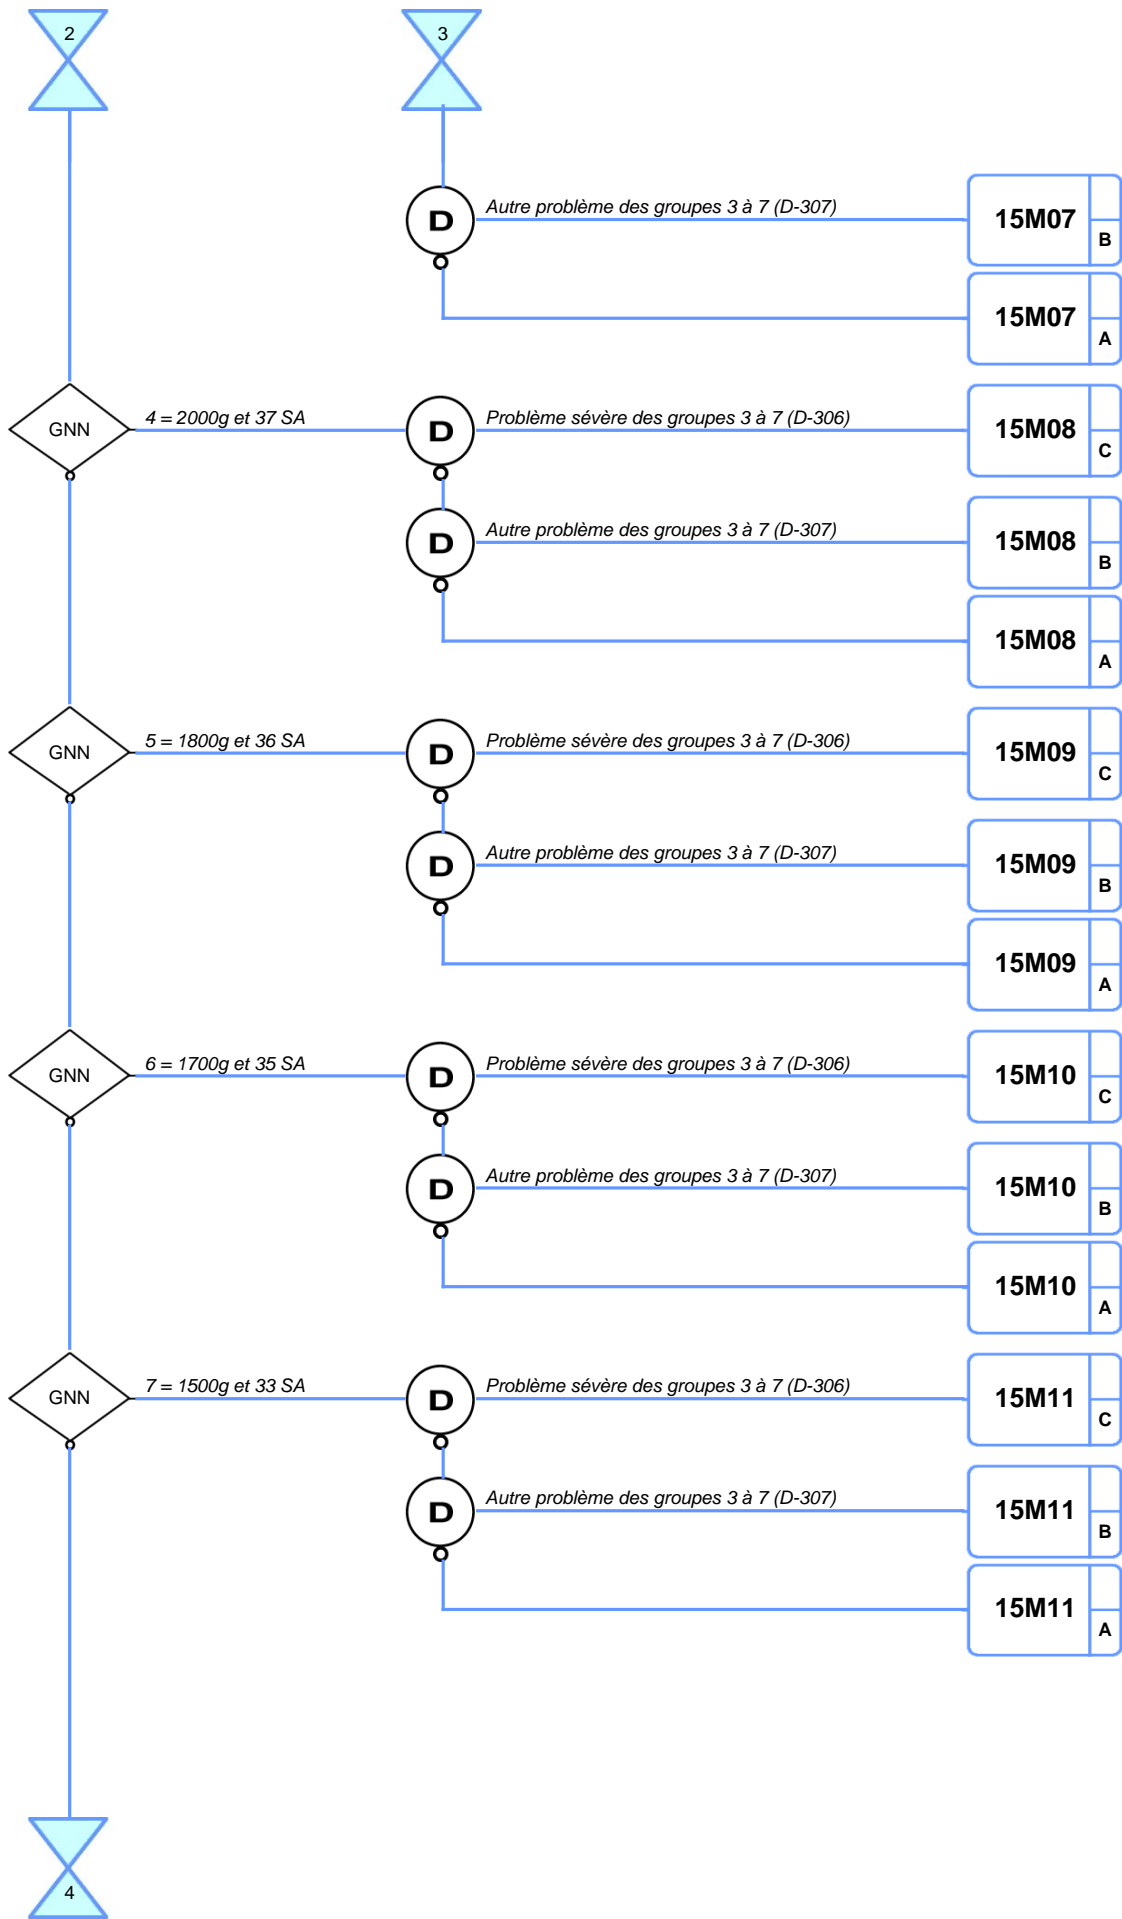 2
3
D
Autre problème des groupes 3 à 7 (D-307)
15M07
B
15M07
A
GNN
4 = 2000g et 37 SA
D
Problème sévère des groupes 3 à 7 (D-306)
15M08
C
D
Autre problème des groupes 3 à 7 (D-307)
15M08
B
15M08
A
GNN
5 = 1800g et 36 SA
D
Problème sévère des groupes 3 à 7 (D-306)
15M09
C
D
Autre problème des groupes 3 à 7 (D-307)
15M09
B
15M09
A
GNN
6 = 1700g et 35 SA
D
Problème sévère des groupes 3 à 7 (D-306)
15M10
C
D
Autre problème des groupes 3 à 7 (D-307)
15M10
B
15M10
A
GNN
7 = 1500g et 33 SA
D
Problème sévère des groupes 3 à 7 (D-306)
15M11
C
D
Autre problème des groupes 3 à 7 (D-307)
15M11
B
15M11
A
4